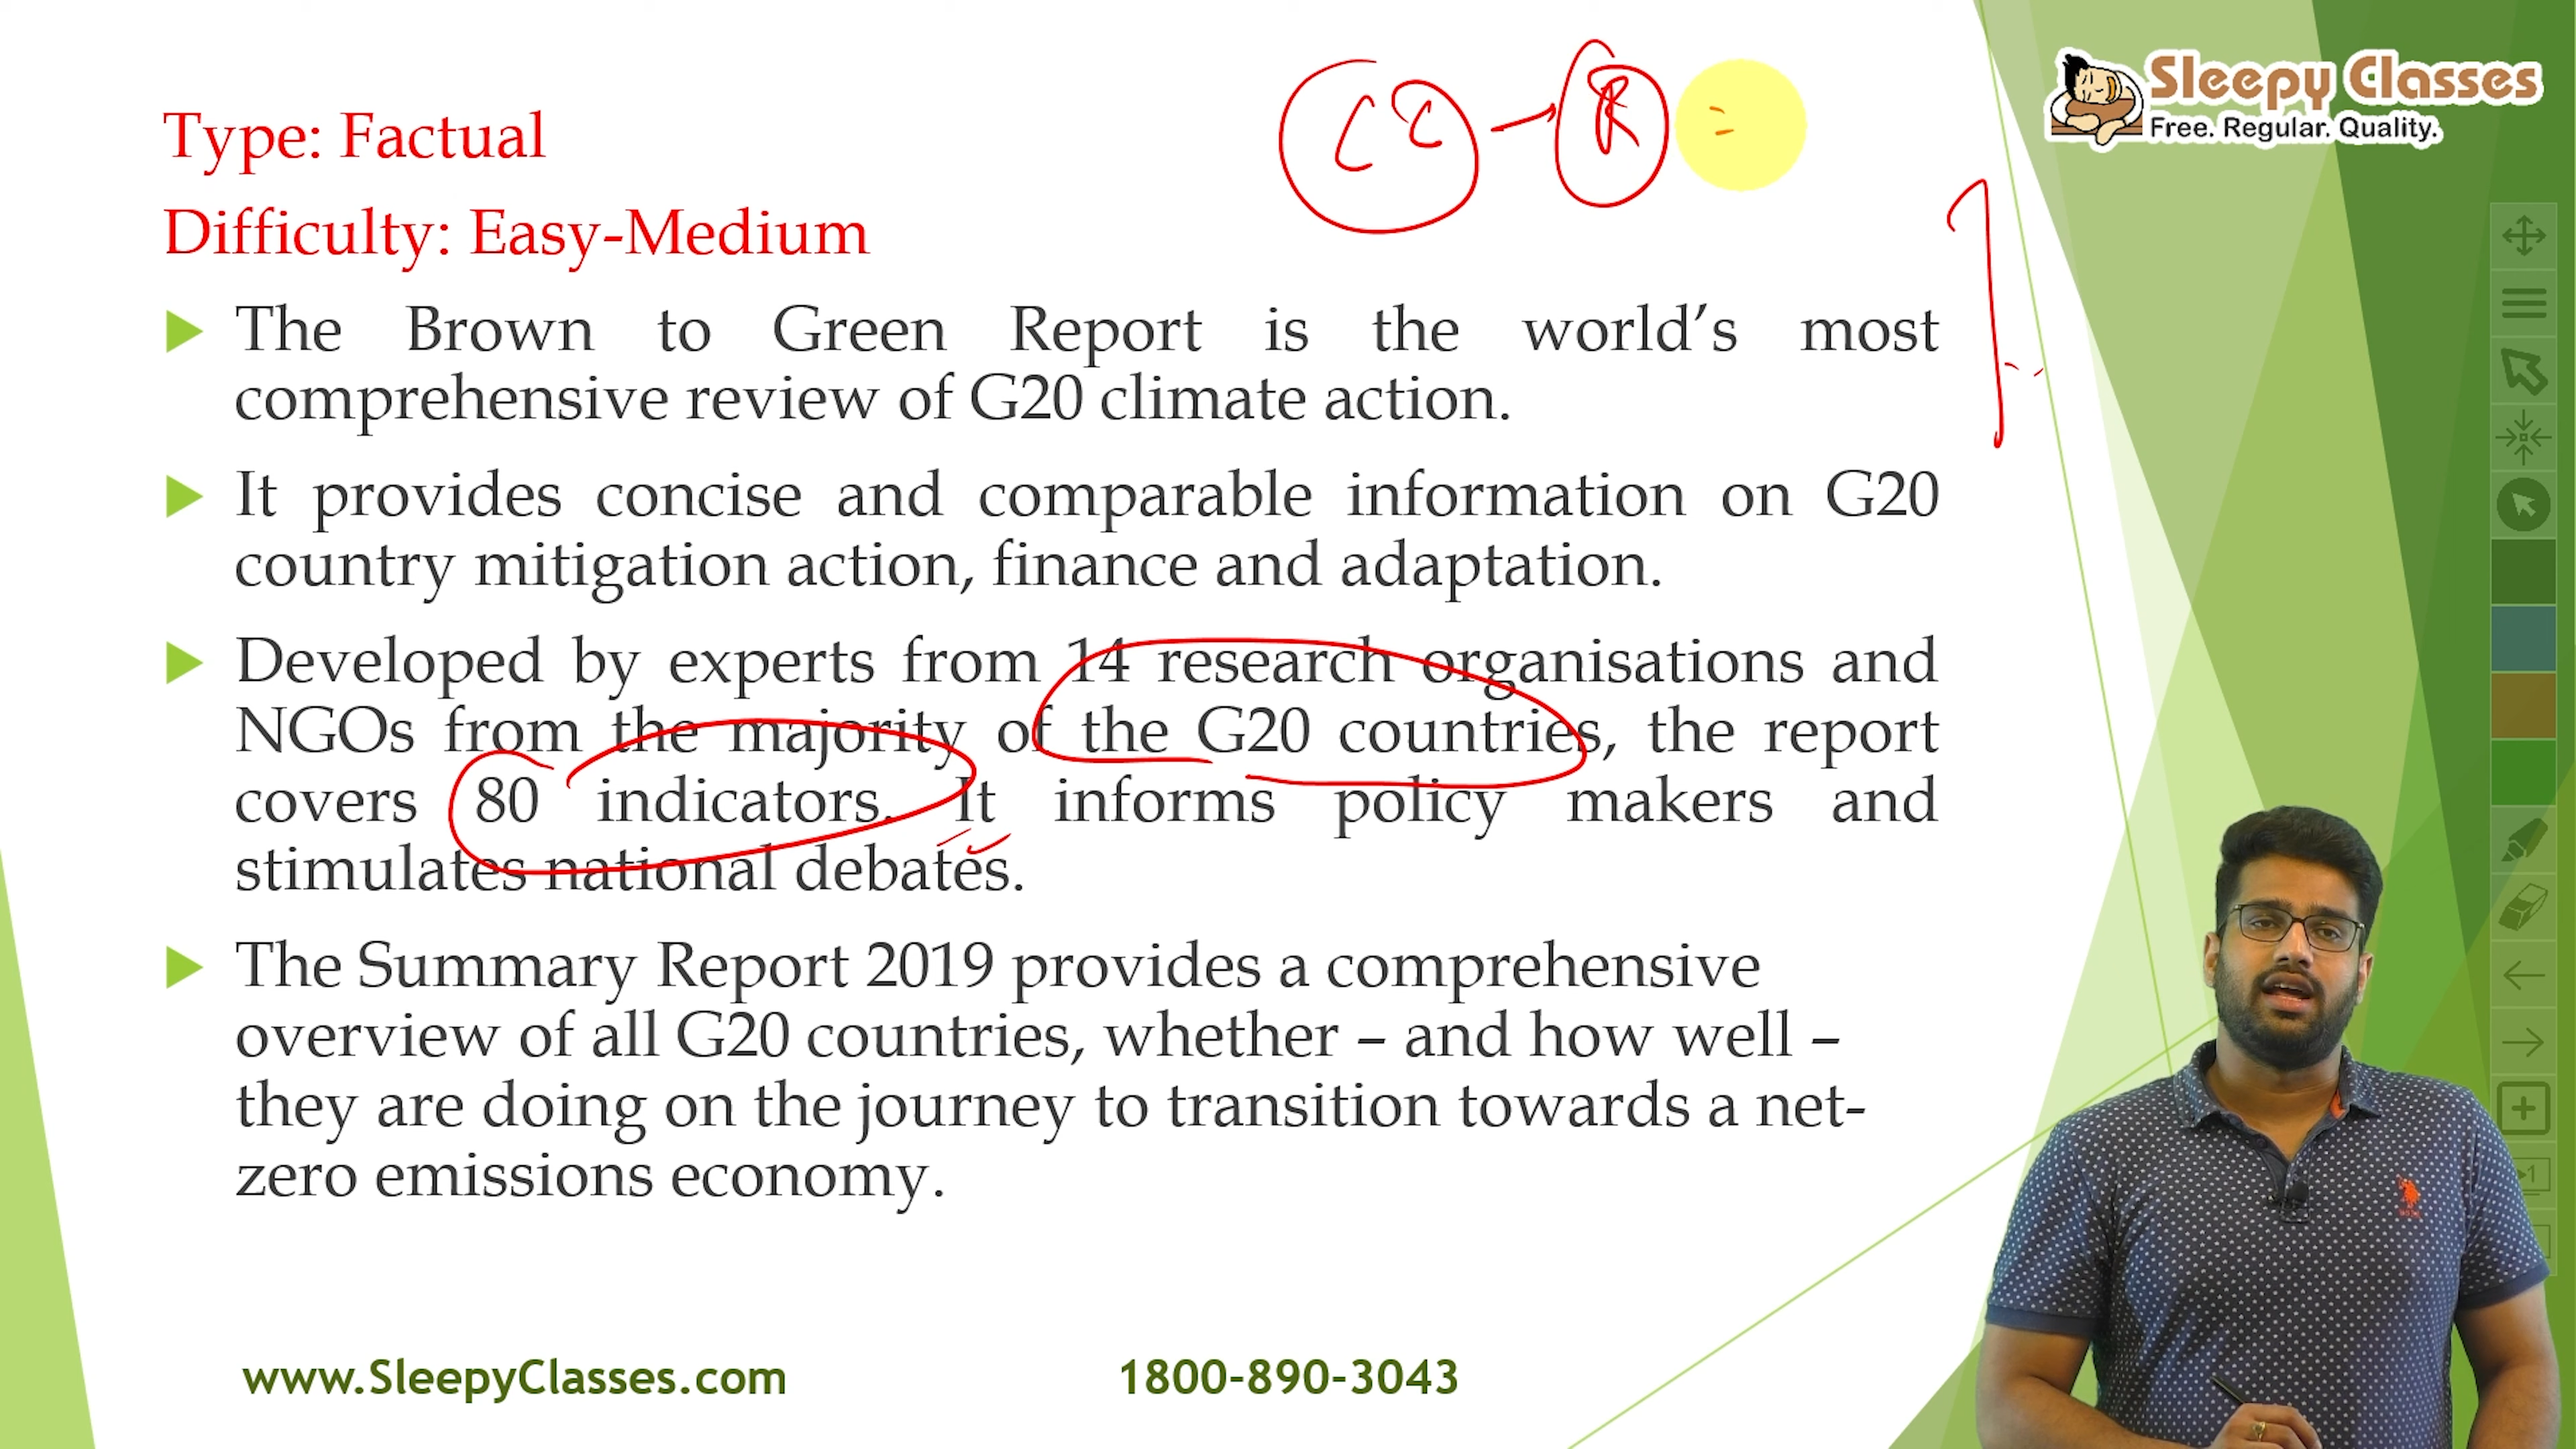 Sleepy Classes
Free. Regular. Quality.
Type: Factual
Difficulty: Easy-Medium
The Brown to Green Report is the world’s most
comprehensive review of G20 climate action.
It provides concise and comparable information on G20
country mitigation action, finance and adaptation.
Developed by experts from 14 research organisations and
NGOs from the majority of the G20 countries, the report
covers 80 indicators. It informs policy makers and
stimulates national debates.
The Summary Report 2019 provides a comprehensive
overview of all G20 countries, whether – and how well –
they are doing on the journey to transition towards a net-
zero emissions economy.
www.SleepyClasses.com
1800-890-3043